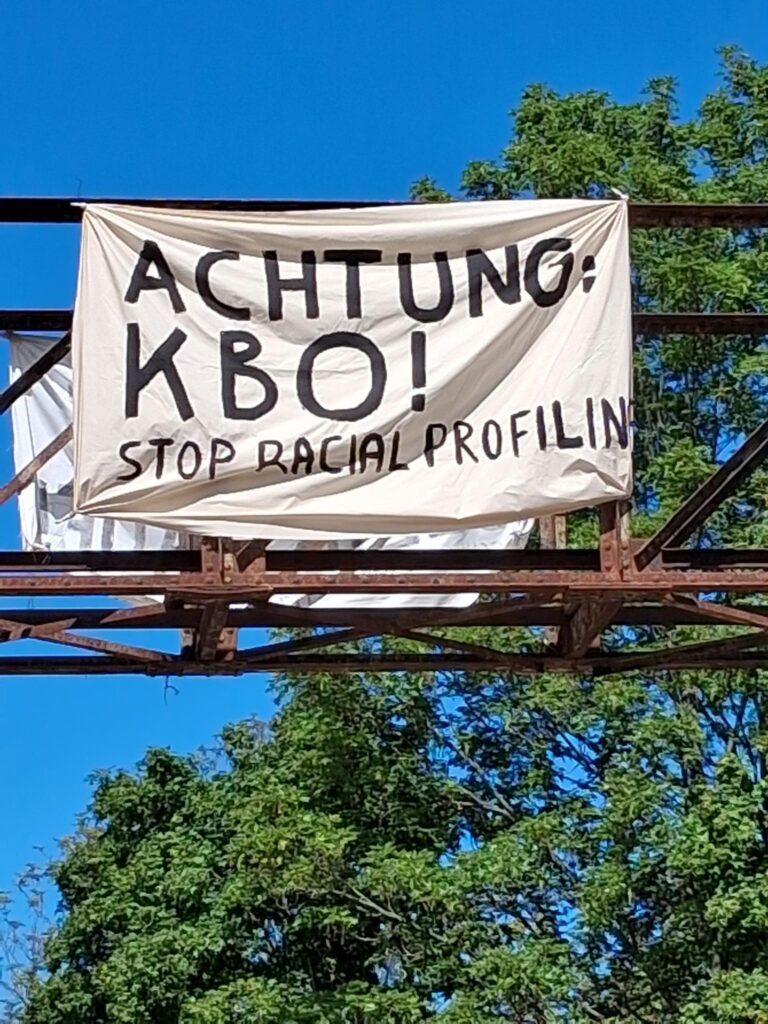 ACHTUNG:
KBO!
STOP RACIAL PROFILIN